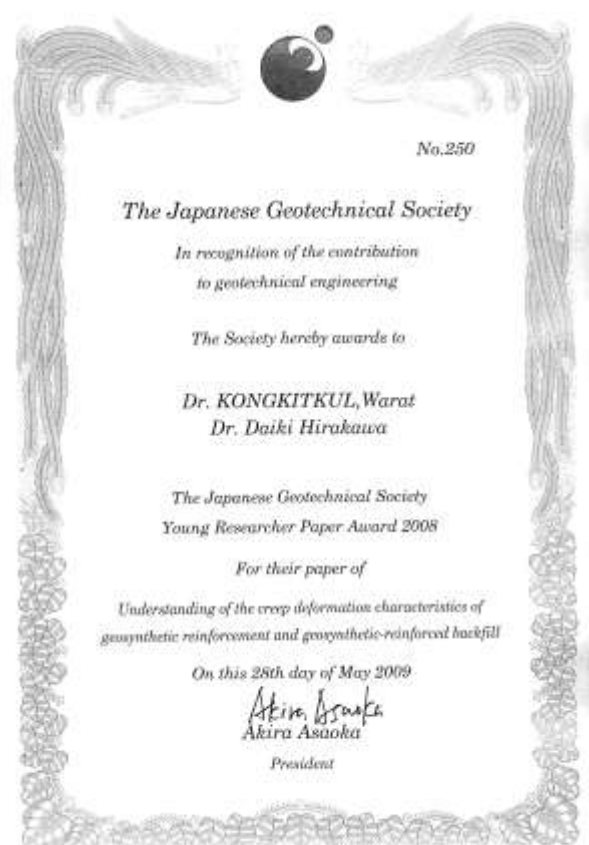 No.250
The Japanese Geotechnical Society
In recognition of the contribution
to geotechnical engineering
The Society hereby awards to
Dr. KONGKITKUL,Warat
Dr. Daiki Hirakawa
The Japanese Geotechnical Society
Young Researcher Paper Award 2008
For their paper of
Understanding of the creep deformation characteristics of
geosynthetic reinforcement and geosynthetic-reinforced backfill
On this 28th day of May 2009
Akira Asaoka
Akira Asaoka
President